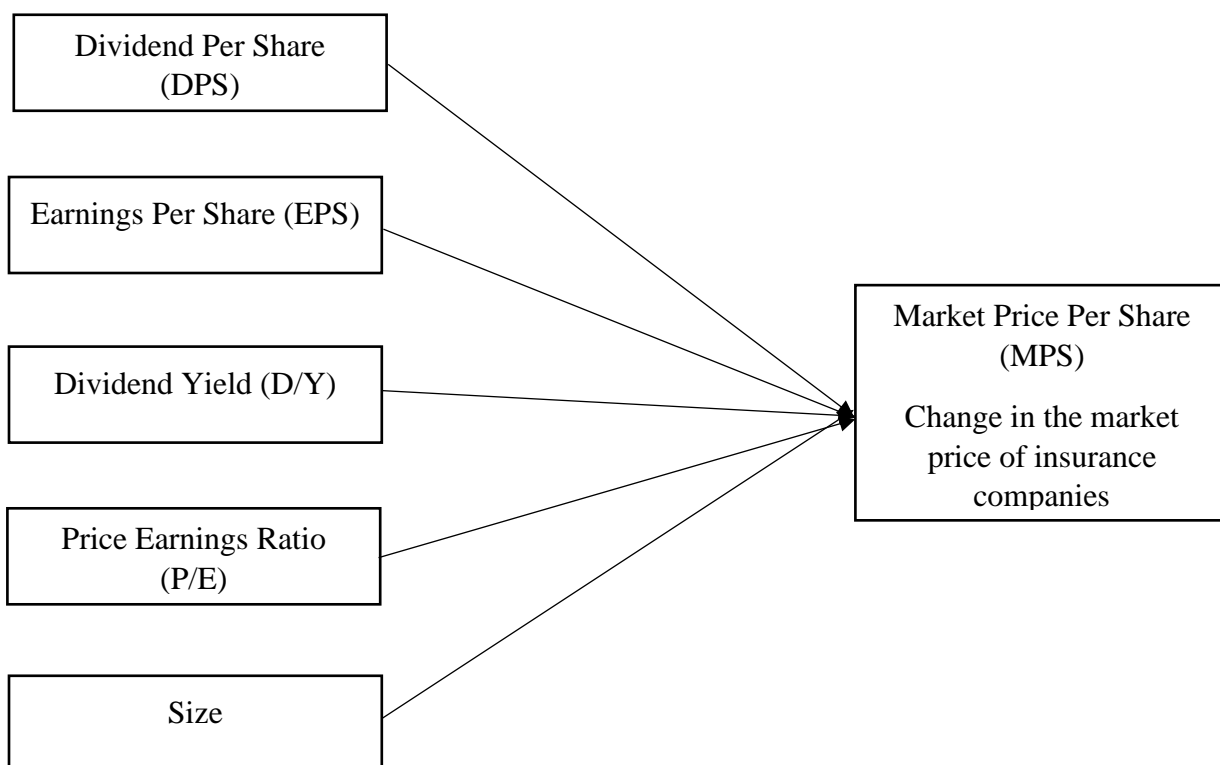 Dividend Per Share
(DPS)
Earnings Per Share (EPS)
Dividend Yield (D/Y)
Price Earnings Ratio
(P/E)
Size
Market Price Per Share
(MPS)
Change in the market
price of insurance
companies